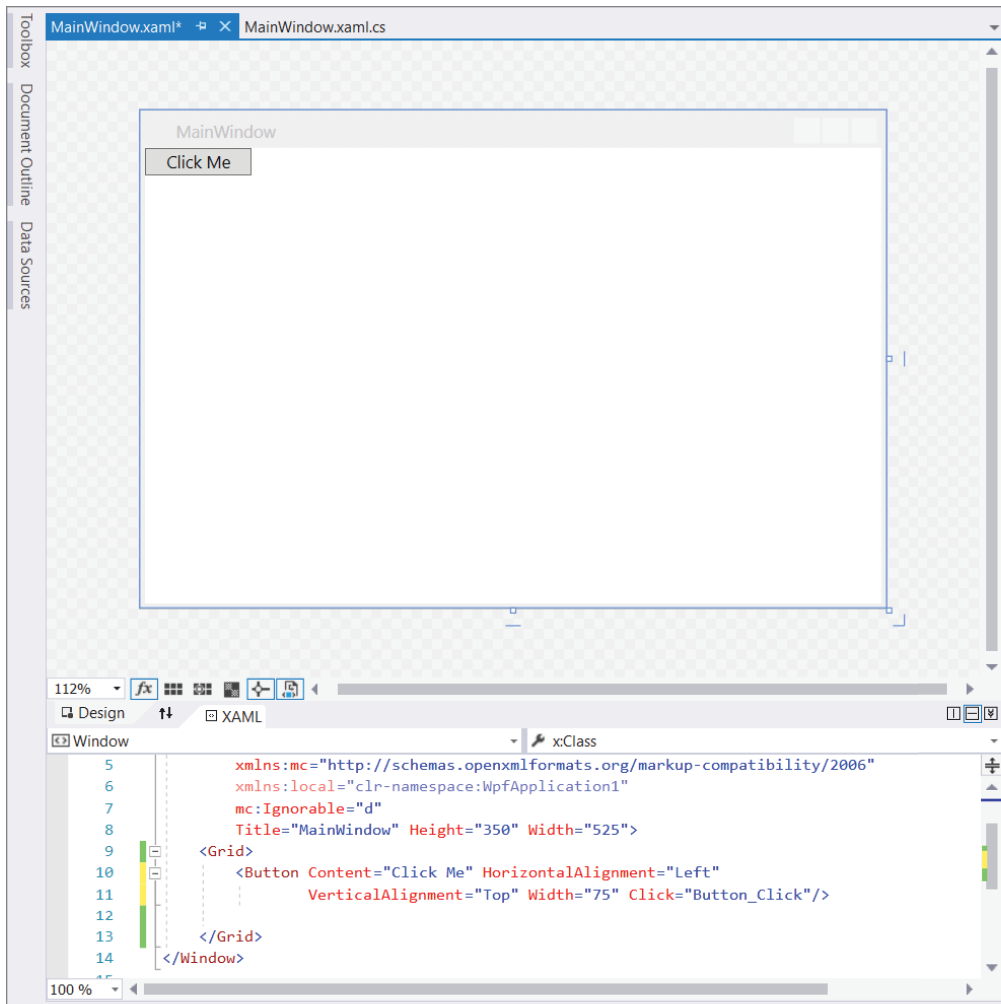 Toolbox
Document Outline
Data Sources
MainWindow.xaml* MainWindow.xaml.cs
MainWindow
Click Me
112% fx
Design XAML
Window x:Class
5 xmlns:mc="http://schemas.openxmlformats.org/markup-compatibility/2006"
6 xmlns:local="clr-namespace:WpfApplication1"
7 mc:Ignorable="d"
8 Title="MainWindow" Height="350" Width="525">
9 <Grid>
10 <Button Content="Click Me" HorizontalAlignment="Left"
11 VerticalAlignment="Top" Width="75" Click="Button_Click"/>
12
13 </Grid>
14 </Window>
100 %